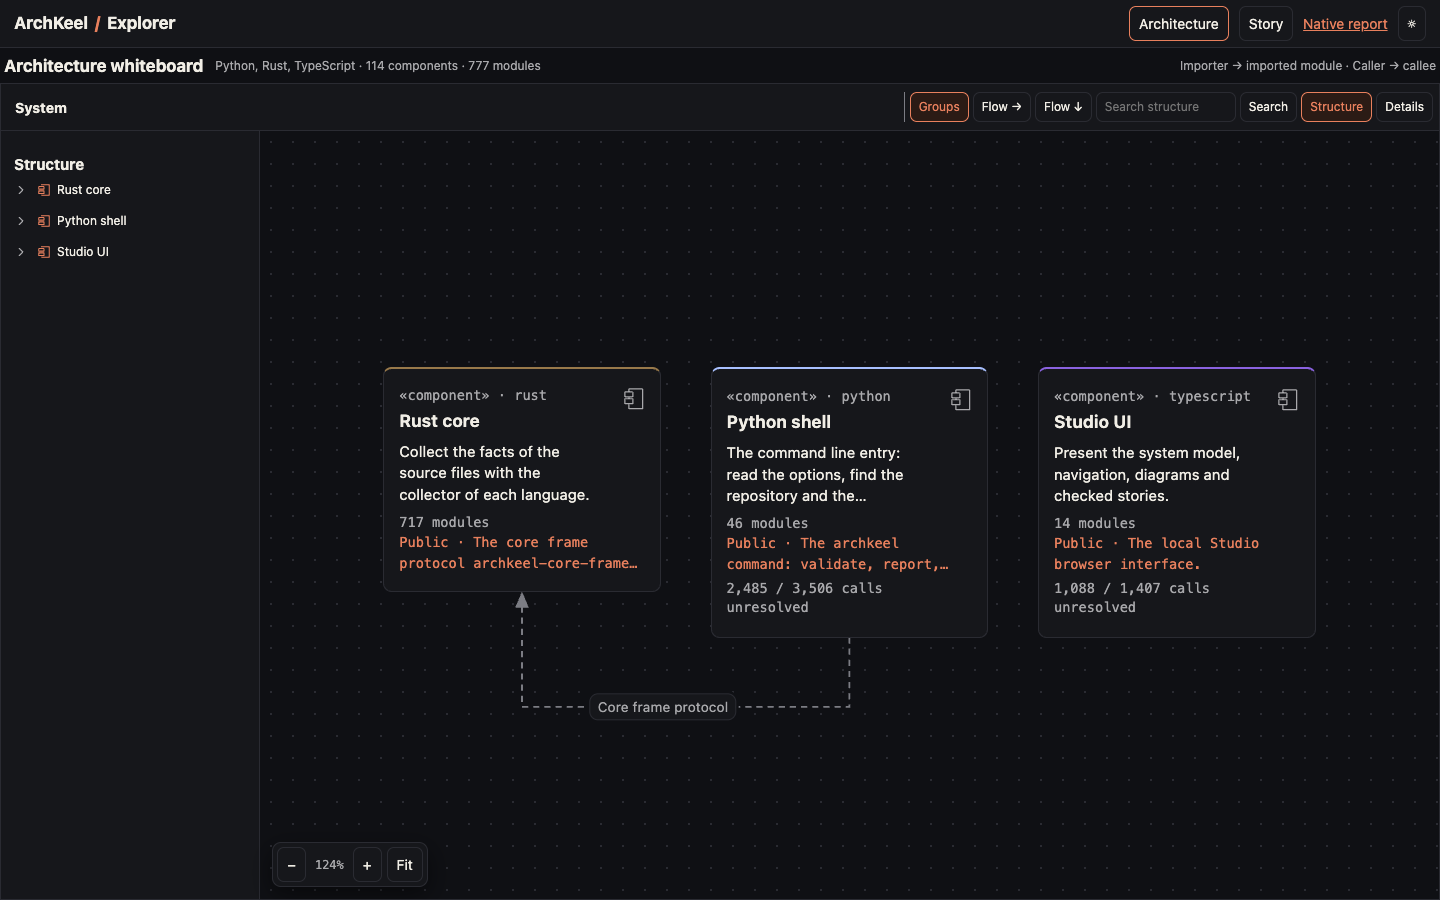 ArchKeel / Explorer
Architecture
Story
Native report
Architecture whiteboard
Python, Rust, TypeScript · 114 components · 777 modules
Importer → imported module · Caller → callee
System
Groups
Flow →
Flow ↓
Search structure
Search
Structure
Details
Structure
Rust core
Python shell
Studio UI
«component» · rust
Rust core
Collect the facts of the
source files with the
collector of each language.
717 modules
Public · The core frame
protocol archkeel-core-frame…
«component» · python
Python shell
The command line entry:
read the options, find the
repository and the…
46 modules
Public · The archkeel
command: validate, report,…
2,485 / 3,506 calls
unresolved
«component» · typescript
Studio UI
Present the system model,
navigation, diagrams and
checked stories.
14 modules
Public · The local Studio
browser interface.
1,088 / 1,407 calls
unresolved
Core frame protocol
−
124%
+
Fit